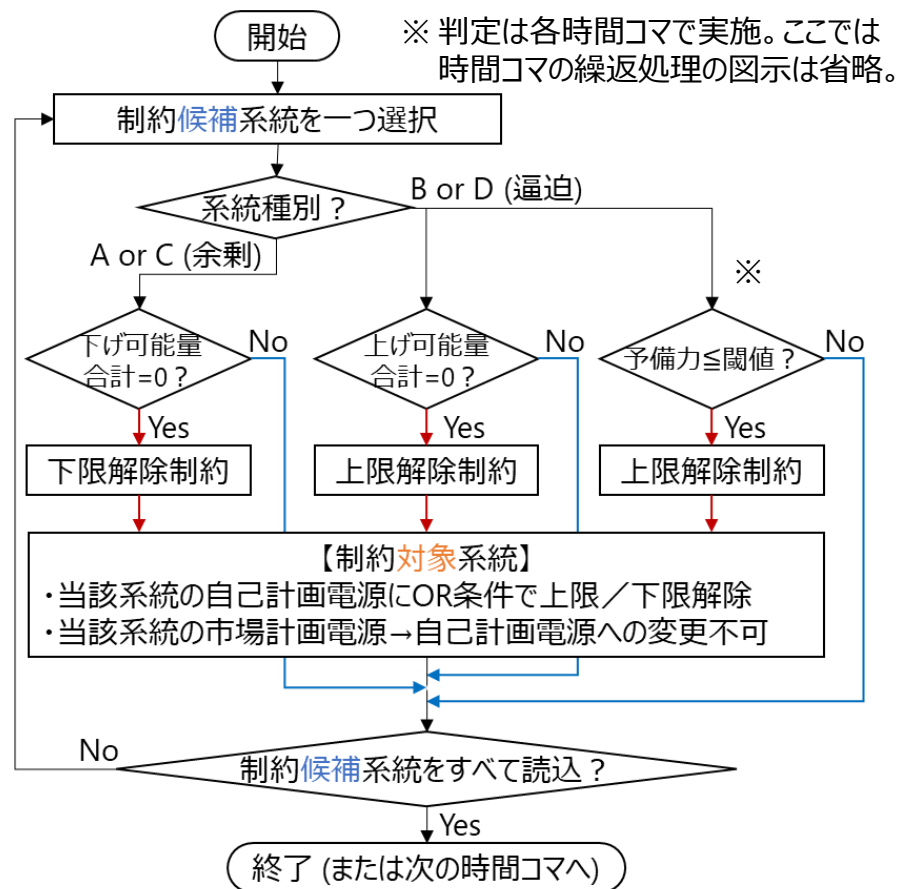 開始
※ 判定は各時間コマで実施。ここでは
時間コマの繰返処理の図示は省略。
制約候補系統を一つ選択
系統種別？
B or D (逼迫)
A or C (余剰)
※
下げ可能量
合計=0？
No
上げ可能量
合計=0？
No
予備力≦閾値？
No
Yes
Yes
Yes
下限解除制約
上限解除制約
上限解除制約
【制約対象系統】
・当該系統の自己計画電源にOR条件で上限／下限解除
・当該系統の市場計画電源→自己計画電源への変更不可
No
制約候補系統をすべて読込？
Yes
終了 (または次の時間コマへ)